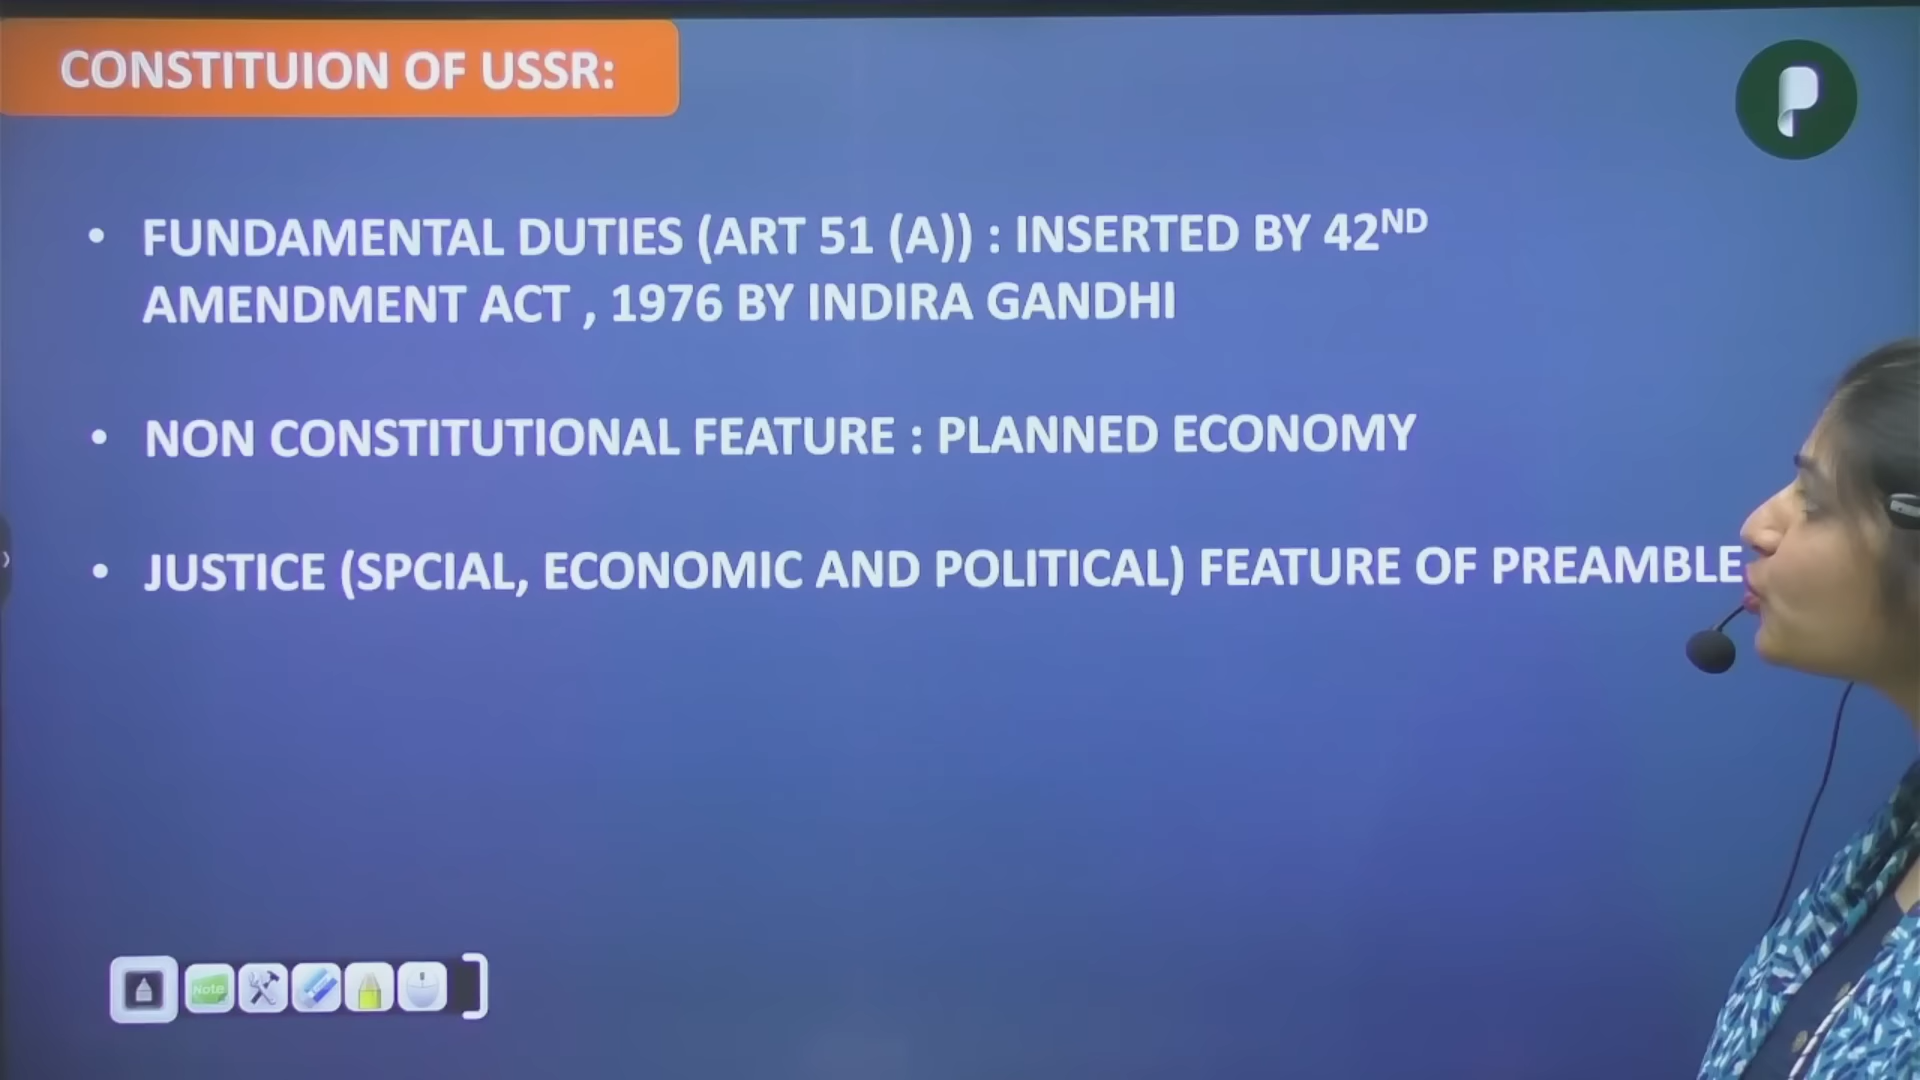 CONSTITUION OF USSR:
• FUNDAMENTAL DUTIES (ART 51 (A)) : INSERTED BY 42ND
AMENDMENT ACT , 1976 BY INDIRA GANDHI
• NON CONSTITUTIONAL FEATURE : PLANNED ECONOMY
• JUSTICE (SPCIAL, ECONOMIC AND POLITICAL) FEATURE OF PREAMBLE
Note